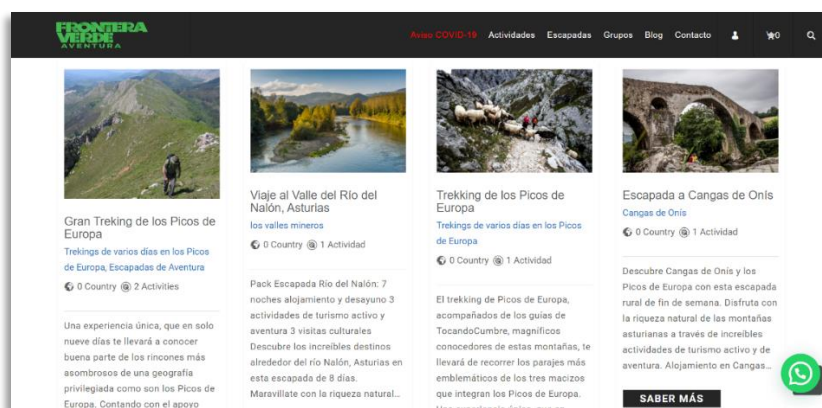 FRONTERA
VERDE
AVENTURA
Aviso COVID-19 Actividades Escapadas Grupos Blog Contacto 0
Gran Treking de los Picos de
Europa
Trekings de varios días en los Picos
de Europa, Escapadas de Aventura
0 Country 2 Activities
Una experiencia única, que en solo
nueve días te llevará a conocer
buena parte de los rincones más
asombrosos de una geografía
privilegiada como son los Picos de
Europa. Contando con el apoyo
Viaje al Valle del Río del
Nalón, Asturias
los valles mineros
0 Country 1 Actividad
Pack Escapada Rio del Nalón: 7
noches alojamiento y desayuno 3
actividades de turismo activo y
aventura 3 visitas culturales
Descubre los increíbles destinos
alrededor del río Nalón, Asturias en
esta escapada de 8 días.
Maravíllate con la riqueza natural...
Trekking de los Picos de
Europa
Trekings de varios días en los Picos
de Europa
0 Country 1 Actividad
El trekking de Picos de Europa,
acompañados de los guías de
TocandoCumbre, magníficos
conocedores de estas montañas, te
llevará de recorrer los parajes más
emblemáticos de los tres macizos
que integran los Picos de Europa.
Una experiencia única, que en
Escapada a Cangas de Onís
Cangas de Onís
0 Country 1 Actividad
Descubre Cangas de Onís y los
Picos de Europa con esta escapada
rural de fin de semana. Disfruta con
la riqueza natural de las montañas
asturianas a través de increíbles
actividades de turismo activo y de
aventura. Alojamiento en Cangas...
SABER MÁS